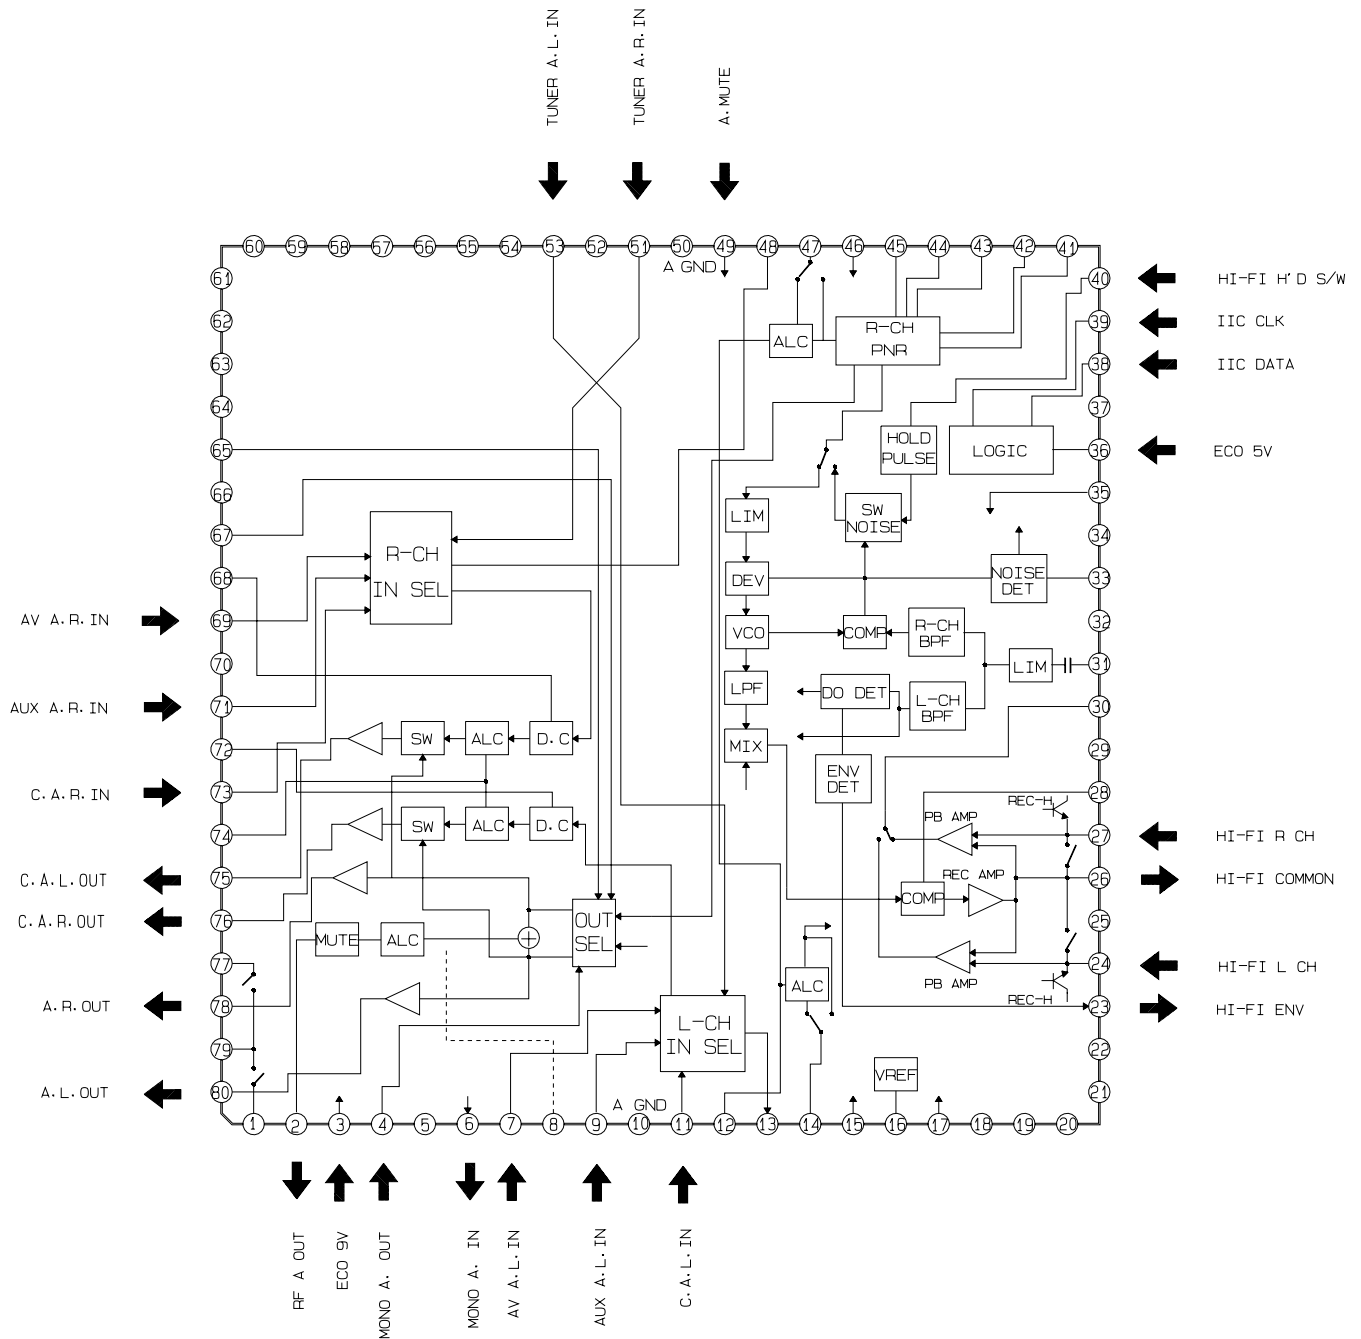 TUNER A.L.IN
TUNER A.R.IN
A.MUTE
60 59 58 57 56 55 54 53 52 51 50 49 48 47 46 45 44 43 42 41
A GND
61
62
63
64
65
66
67
68
69
70
71
72
73
74
75
76
77
78
79
80
AV A.R.IN
AUX A.R.IN
C.A.R.IN
C.A.L.OUT
C.A.R.OUT
A.R.OUT
A.L.OUT
40
39
38
37
36
35
34
33
32
31
30
29
28
27
26
25
24
23
22
21
HI-FI H'D S/W
IIC CLK
IIC DATA
ECO 5V
HI-FI R CH
HI-FI COMMON
HI-FI L CH
HI-FI ENV
ALC
R-CH
PNR
HOLD
PULSE
LOGIC
LIM
SW
NOISE
R-CH
IN SEL
DEV
NOISE
DET
VCO
COMP
R-CH
BPF
LIM
LPF
DO DET
L-CH
BPF
SW
ALC
D.C
MIX
ENV
DET
REC-H
SW
ALC
D.C
PB AMP
REC AMP
COMP
OUT
SEL
MUTE
ALC
PB AMP
REC-H
ALC
L-CH
IN SEL
VREF
A GND
1 2 3 4 5 6 7 8 9 10 11 12 13 14 15 16 17 18 19 20
RF A OUT
ECO 9V
MONO A. OUT
MONO A. IN
AV A.L.IN
AUX A.L.IN
C.A.L.IN